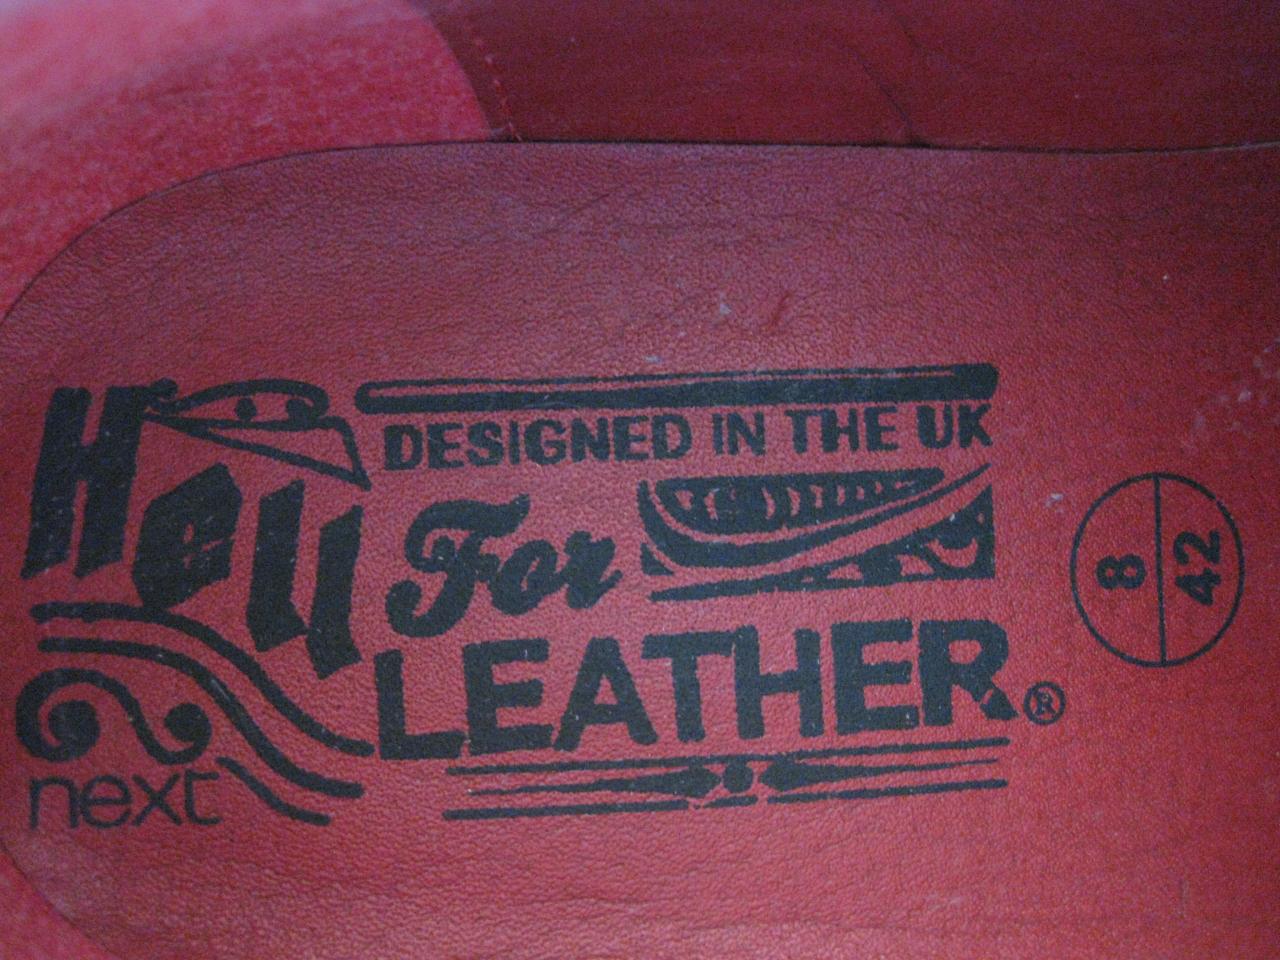 DESIGNED IN THE UK
Hell For
LEATHER®
next
8
42